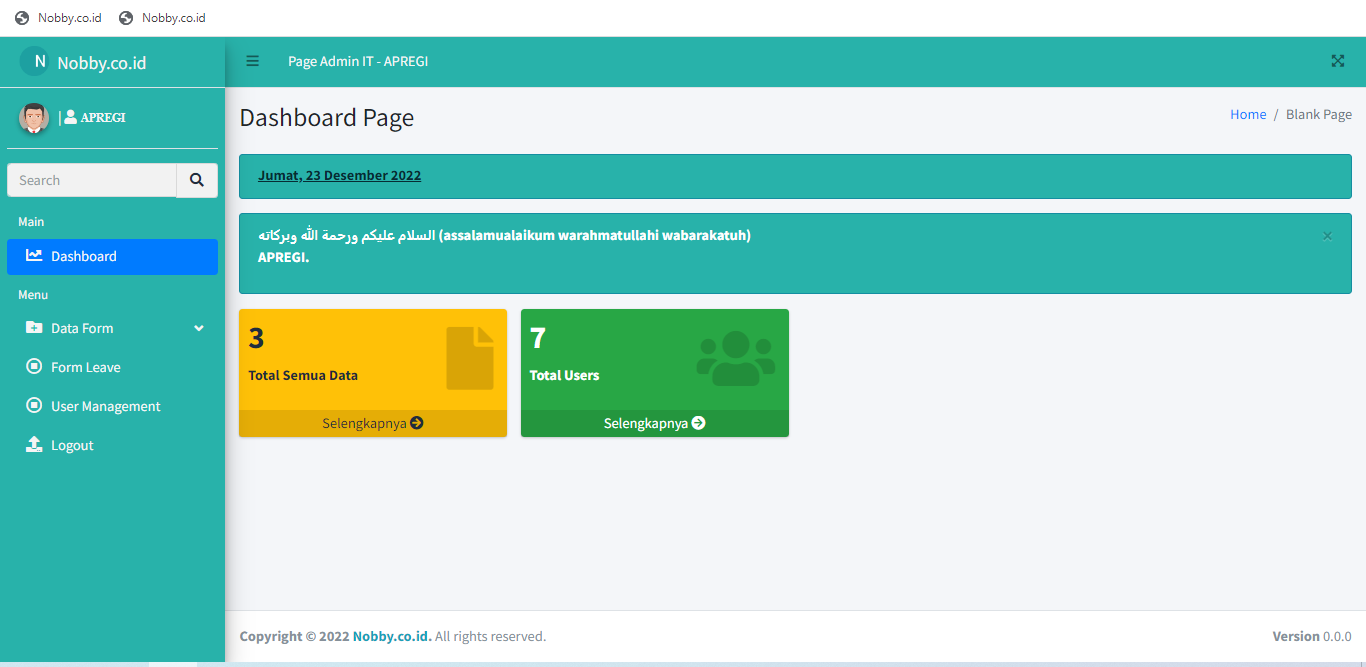 Nobby.co.id Nobby.co.id
N Nobby.co.id
Page Admin IT - APREGI
| APREGI
Search
Main
Dashboard
Menu
Data Form
Form Leave
User Management
Logout
Dashboard Page
Home / Blank Page
Jumat, 23 Desember 2022
السلام عليكم ورحمة الله وبركاته (assalamualaikum warahmatullahi wabarakatuh)
APREGI.
×
3
Total Semua Data
Selengkapnya
7
Total Users
Selengkapnya
Copyright © 2022 Nobby.co.id. All rights reserved.
Version 0.0.0